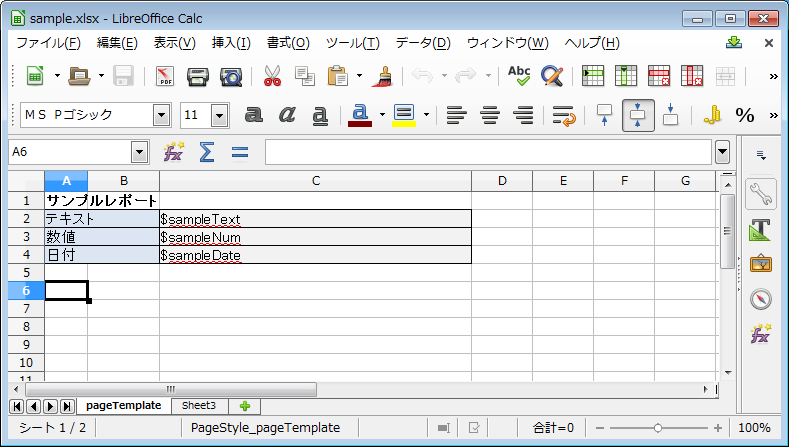 sample.xlsx - LibreOffice Calc
ファイル(F) 編集(E) 表示(V) 挿入(I) 書式(O) ツール(T) データ(D) ウィンドウ(W) ヘルプ(H)
PDF Abc »
ＭＳ Ｐゴシック 11 a a a a % »
A6 fx Σ =
A B C D E F G
1 サンプルレポート
2 テキスト $sampleText
3 数値 $sampleNum
4 日付 $sampleDate
5
6
7
8
9
10
11
pageTemplate Sheet3
シート 1 / 2 PageStyle_pageTemplate 合計=0 100%